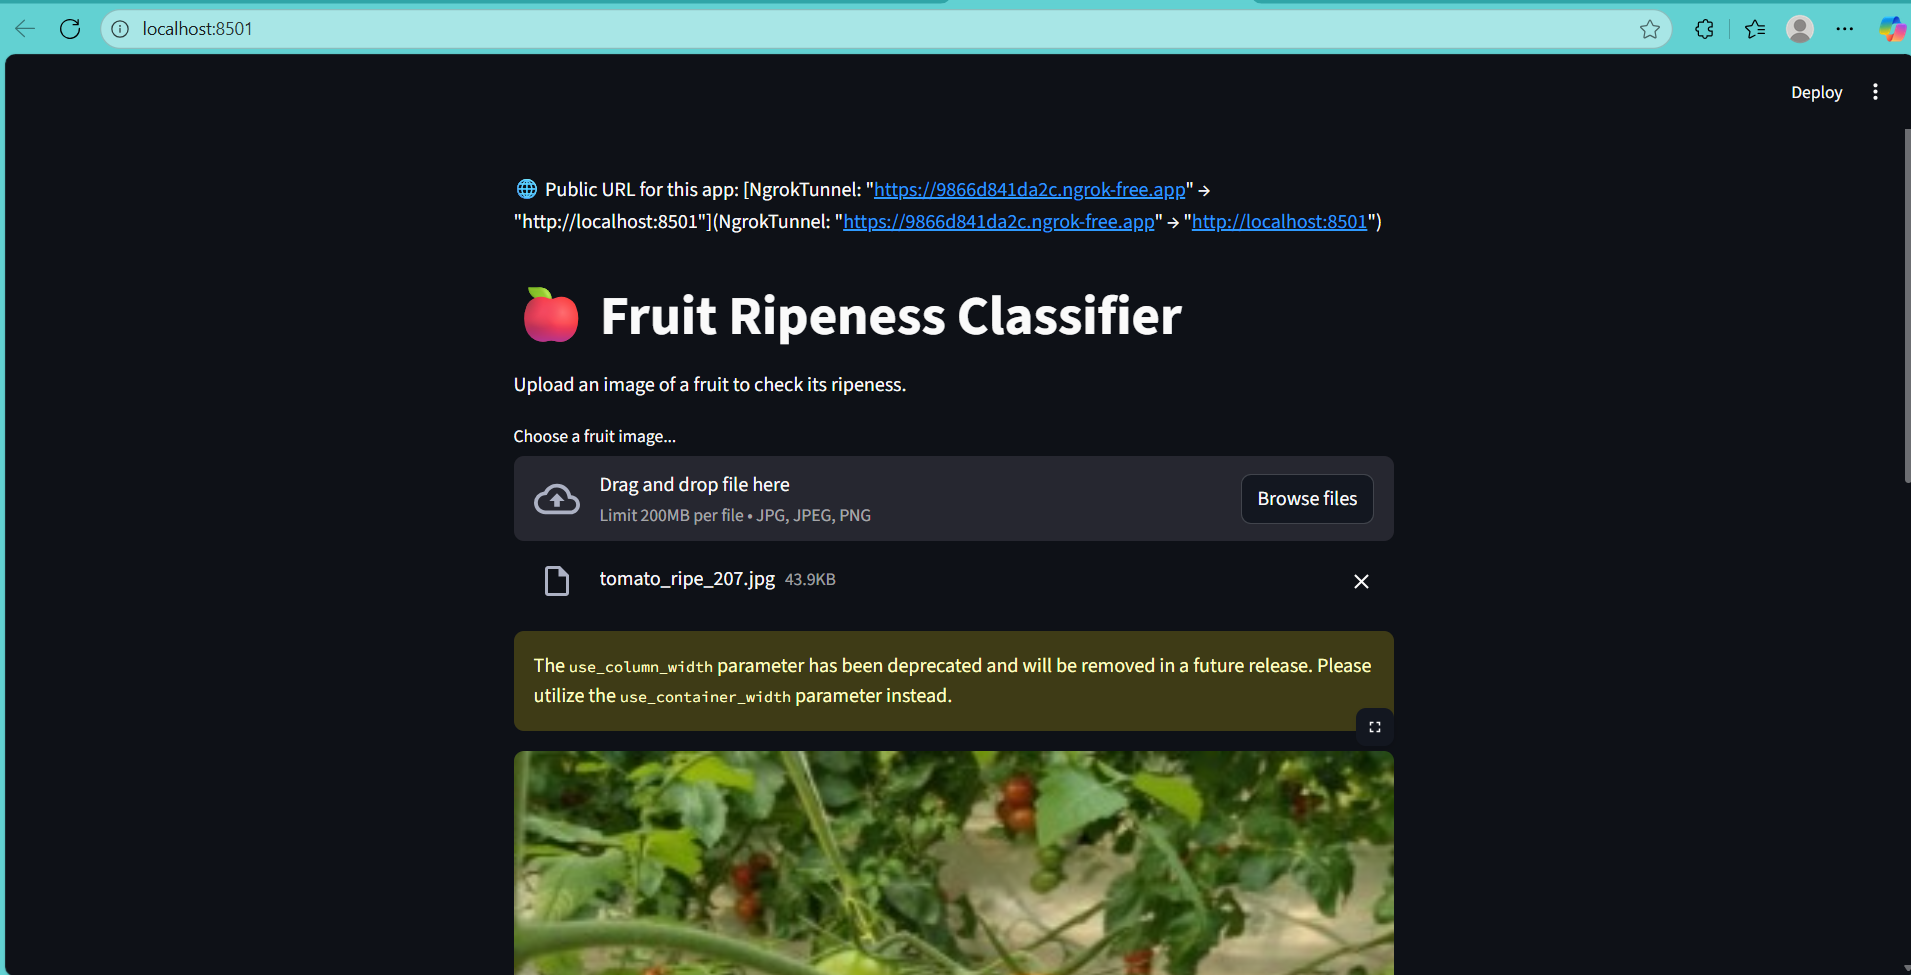 localhost:8501
Deploy
Public URL for this app: [NgrokTunnel: "https://9866d841da2c.ngrok-free.app" →
"http://localhost:8501"](NgrokTunnel: "https://9866d841da2c.ngrok-free.app" → "http://localhost:8501")
Fruit Ripeness Classifier
Upload an image of a fruit to check its ripeness.
Choose a fruit image...
Drag and drop file here
Limit 200MB per file • JPG, JPEG, PNG
Browse files
tomato_ripe_207.jpg 43.9KB
The use_column_width parameter has been deprecated and will be removed in a future release. Please
utilize the use_container_width parameter instead.